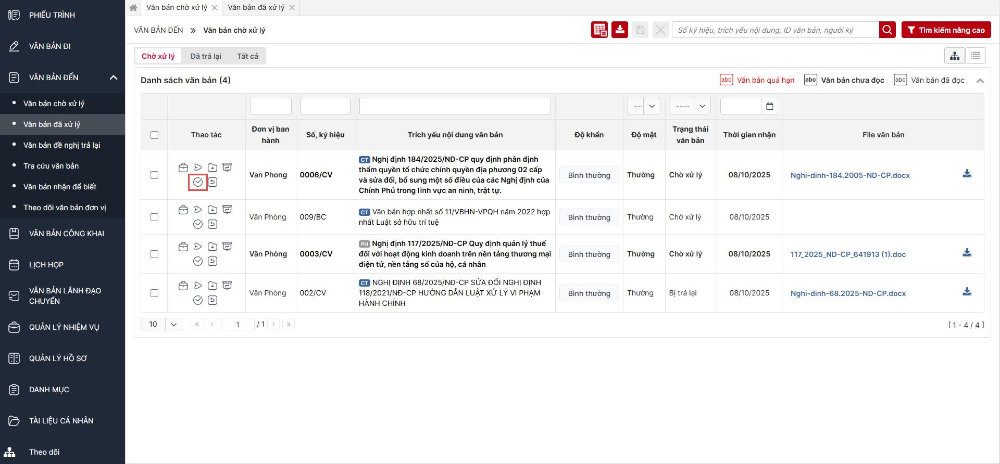 PHIẾU TRÌNH
VĂN BẢN ĐI
VĂN BẢN ĐẾN
Văn bản chờ xử lý
Văn bản đã xử lý
Văn bản đề nghị trả lại
Tra cứu văn bản
Văn bản nhận để biết
Theo dõi văn bản đơn vị
VĂN BẢN CÔNG KHAI
LỊCH HỌP
VĂN BẢN LÃNH ĐẠO
CHUYỂN
QUẢN LÝ NHIỆM VỤ
QUẢN LÝ HỒ SƠ
DANH MỤC
TÀI LIỆU CÁ NHÂN
Theo dõi
Văn bản chờ xử lý
Văn bản đã xử lý
VĂN BẢN ĐẾN » Văn bản chờ xử lý
Số ký hiệu, trích yếu nội dung, ID văn bản, người ký
Tìm kiếm nâng cao
Chờ xử lý
Đã trả lại
Tất cả
Danh sách văn bản (4)
abc Văn bản quá hạn
abc Văn bản chưa đọc
abc Văn bản đã đọc
--- ----
Thao tác
Đơn vị ban
hành
Số, ký hiệu
Trích yếu nội dung văn bản
Độ khẩn
Độ mật
Trạng thái
văn bản
Thời gian nhận
File văn bản
Van Phong
0006/CV
CT Nghị định 184/2025/NĐ-CP quy định phân định
thẩm quyền tổ chức chính quyền địa phương 02 cấp
và sửa đổi, bổ sung một số điều của các Nghị định của
Chính Phủ trong lĩnh vực an ninh, trật tự.
Bình thường
Thường
Chờ xử lý
08/10/2025
Nghi-dinh-184.2005-ND-CP.docx
Văn Phòng
009/BC
CT Văn bản hợp nhất số 11/VBHN-VPQH năm 2022 hợp
nhất Luật sở hữu trí tuệ
Bình thường
Thường
Chờ xử lý
08/10/2025
Văn Phòng
0003/CV
PH Nghị định 117/2025/NĐ-CP Quy định quản lý thuế
đối với hoạt động kinh doanh trên nền tảng thương mại
điện tử, nền tảng số của hộ, cá nhân
Bình thường
Thường
Chờ xử lý
08/10/2025
117_2025_ND-CP_641913 (1).doc
Văn Phòng
002/CV
CT NGHỊ ĐỊNH 68/2025/NĐ-CP SỬA ĐỔI NGHỊ ĐỊNH
118/2021/NĐ-CP HƯỚNG DẪN LUẬT XỬ LÝ VI PHẠM
HÀNH CHÍNH
Bình thường
Thường
Bị trả lại
08/10/2025
Nghi-dinh-68.2025-ND-CP.docx
10
« ‹ 1 / 1 › »
[ 1 - 4 / 4 ]